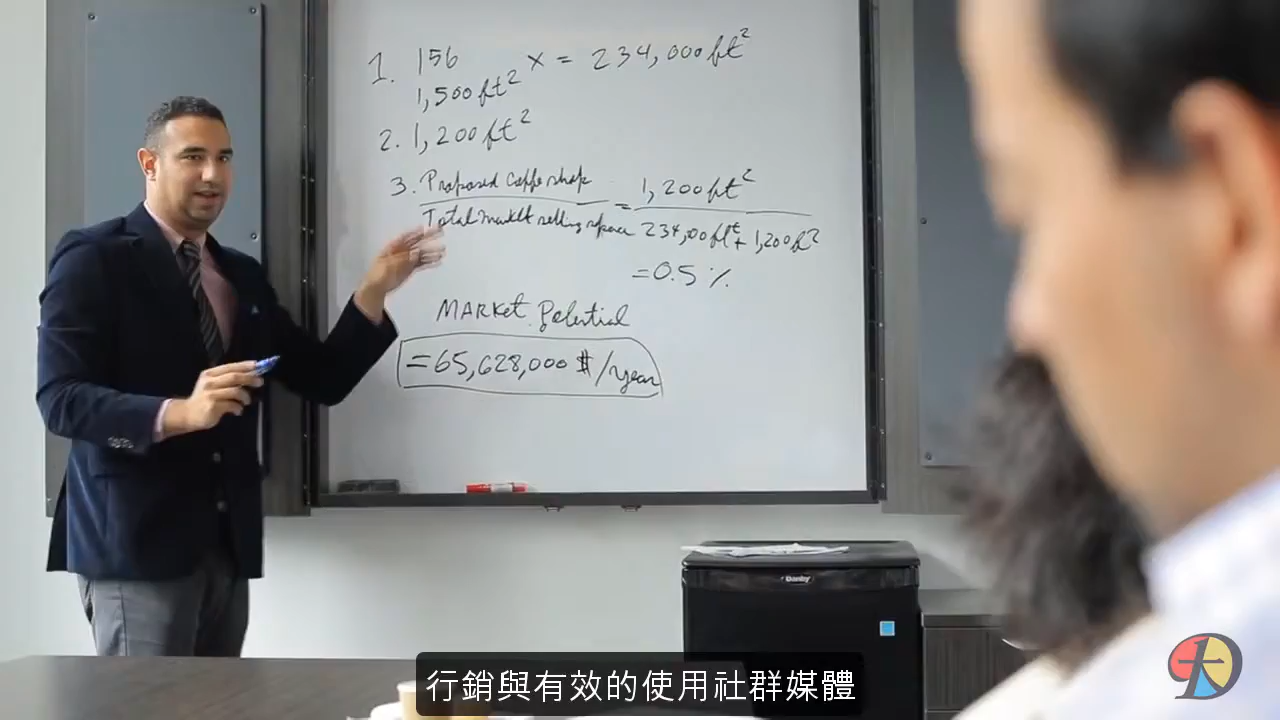 1. 156 x = 234,000 ft²
1,500 ft²
2. 1,200 ft²
3. Proposed Coffe shop = 1,200 ft²
Total market selling space 234,00 ft² + 1,200 ft²
= 0.5 %
MARKET Potential
= 65,628,000 $/year
Danby
行銷與有效的使用社群媒體